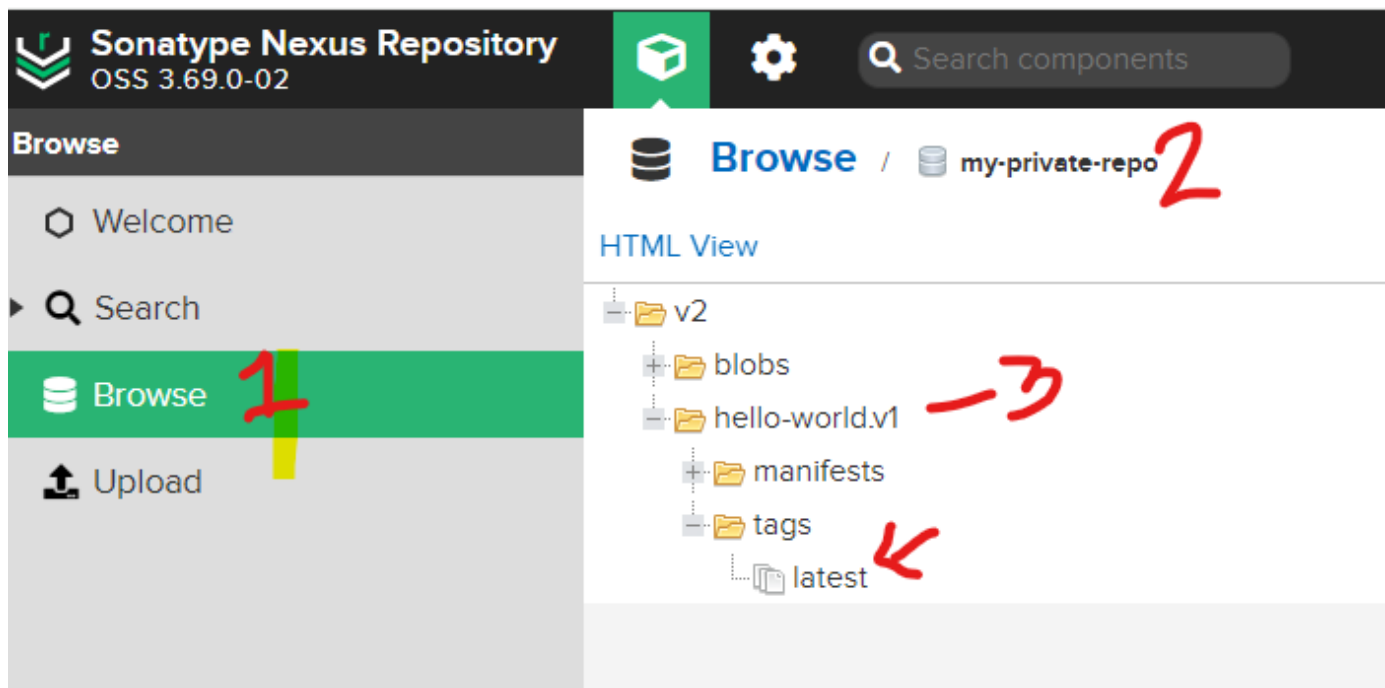 Sonatype Nexus Repository
OSS 3.69.0-02
Search components
Browse
Welcome
Search
Browse 1
Upload
Browse / my-private-repo 2
HTML View
v2
blobs
hello-world.v1 - 3
manifests
tags
latest